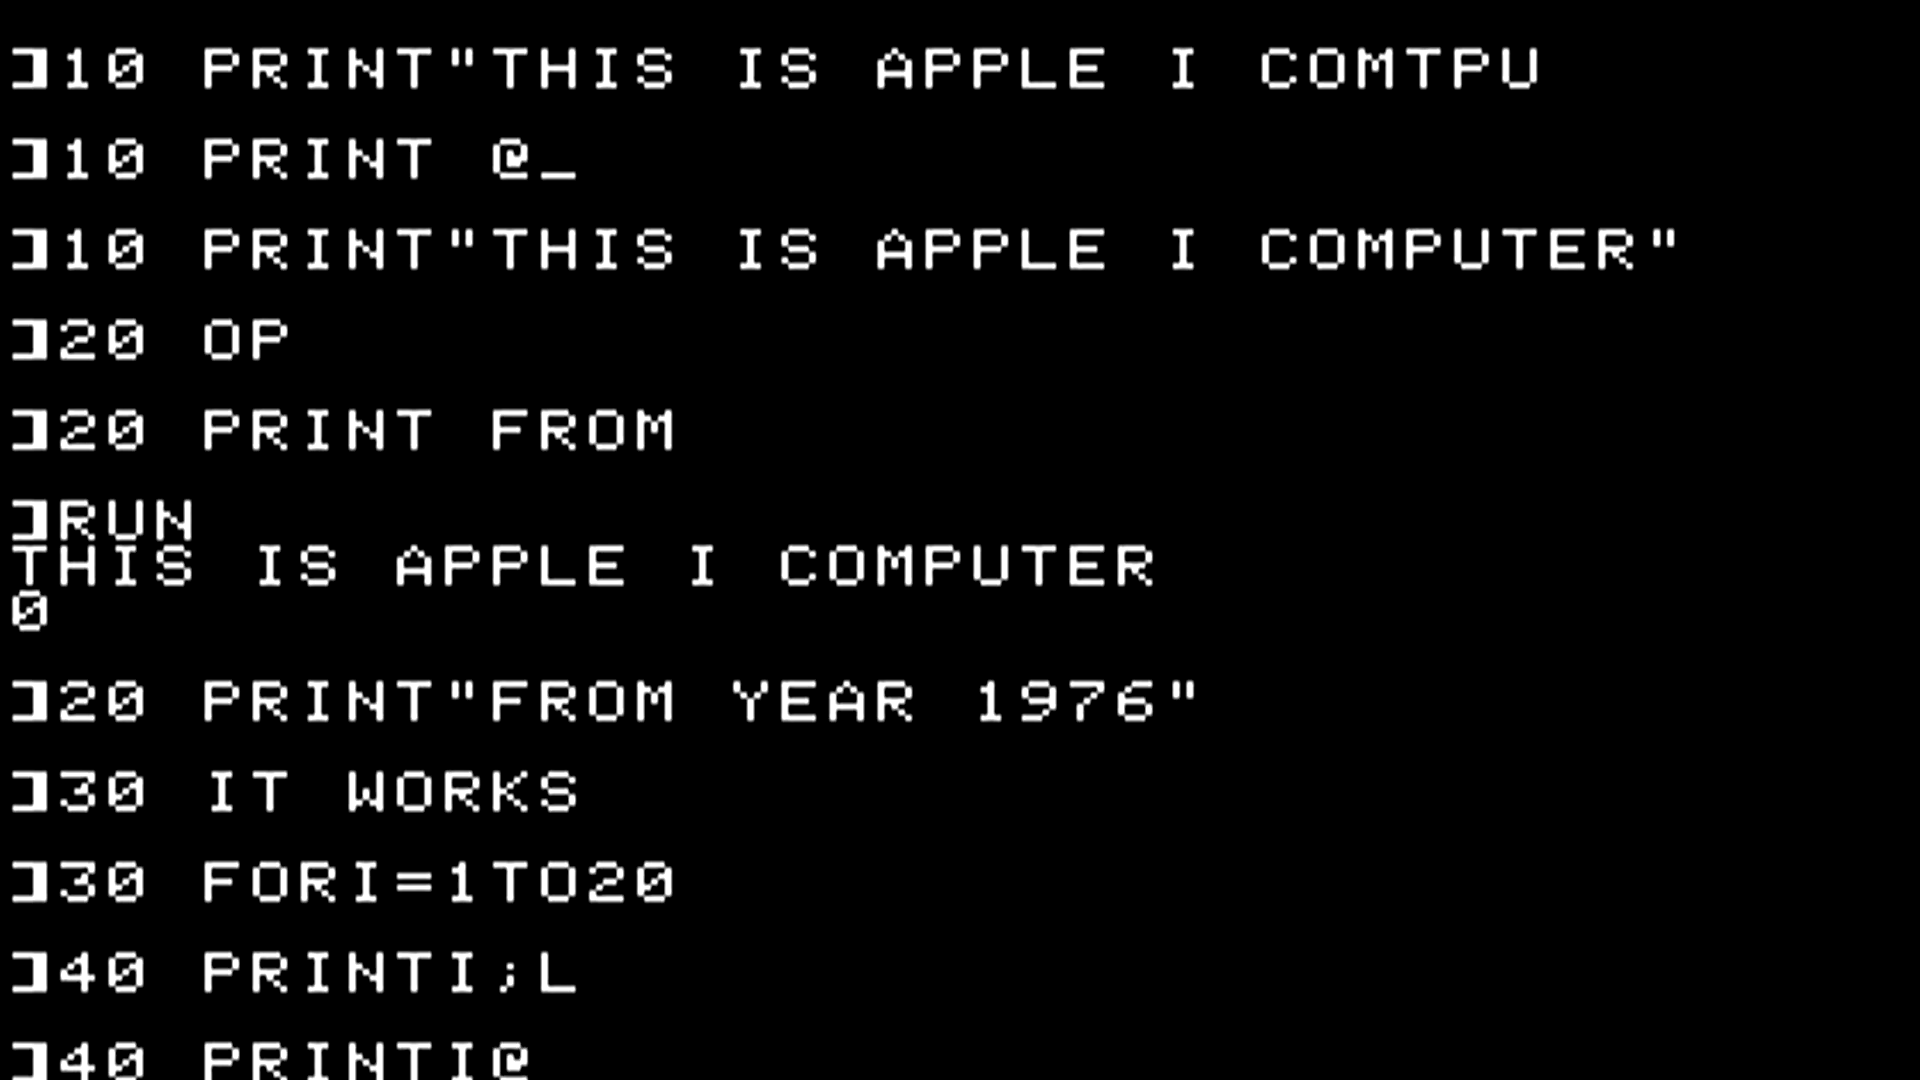 ]10 PRINT"THIS IS APPLE I COMTPU
]10 PRINT @_
]10 PRINT"THIS IS APPLE I COMPUTER"
]20 OP
]20 PRINT FROM
]RUN
THIS IS APPLE I COMPUTER
0
]20 PRINT"FROM YEAR 1976"
]30 IT WORKS
]30 FORI=1TO20
]40 PRINTI;L
]40 PRINTI@